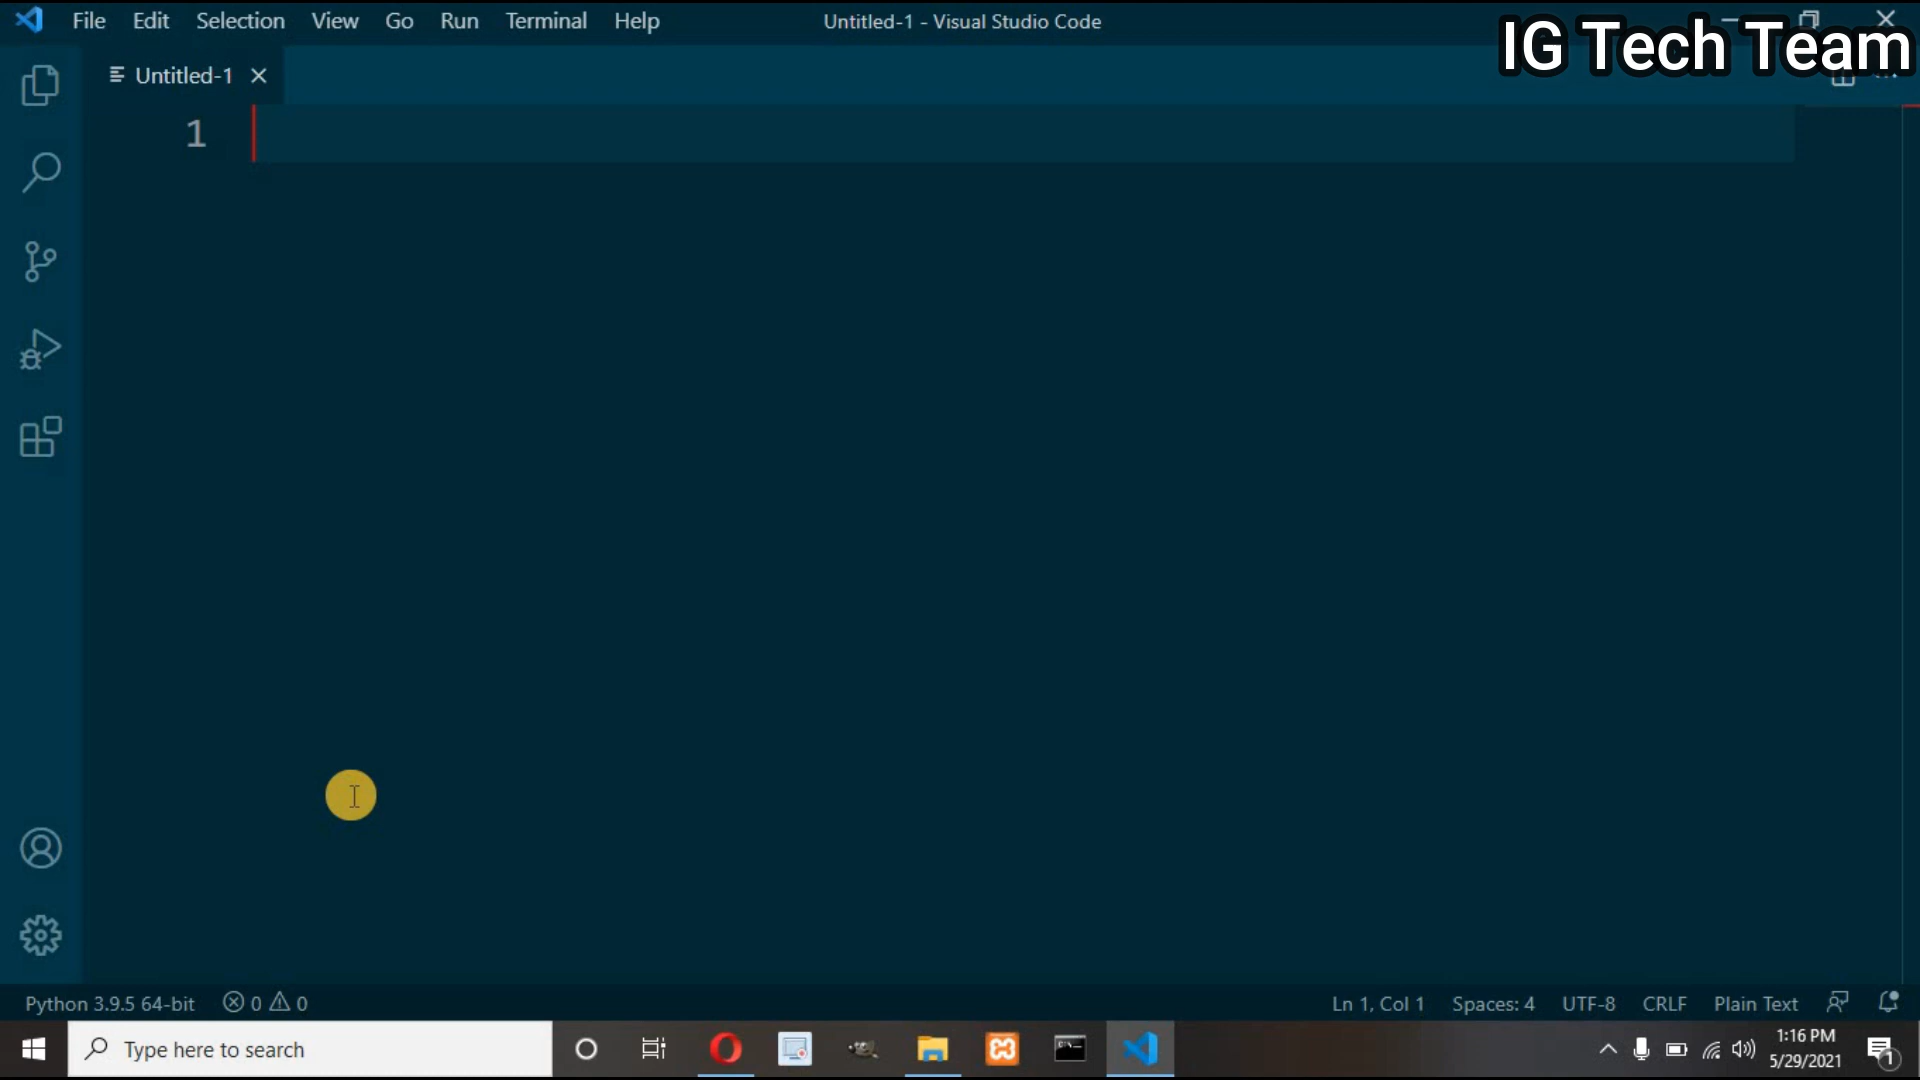 File Edit Selection View Go Run Terminal Help Untitled-1 - Visual Studio Code
IG Tech Team
Untitled-1
1
Python 3.9.5 64-bit 0 0 Ln 1, Col 1 Spaces: 4 UTF-8 CRLF Plain Text
Type here to search
1:16 PM
5/29/2021
1